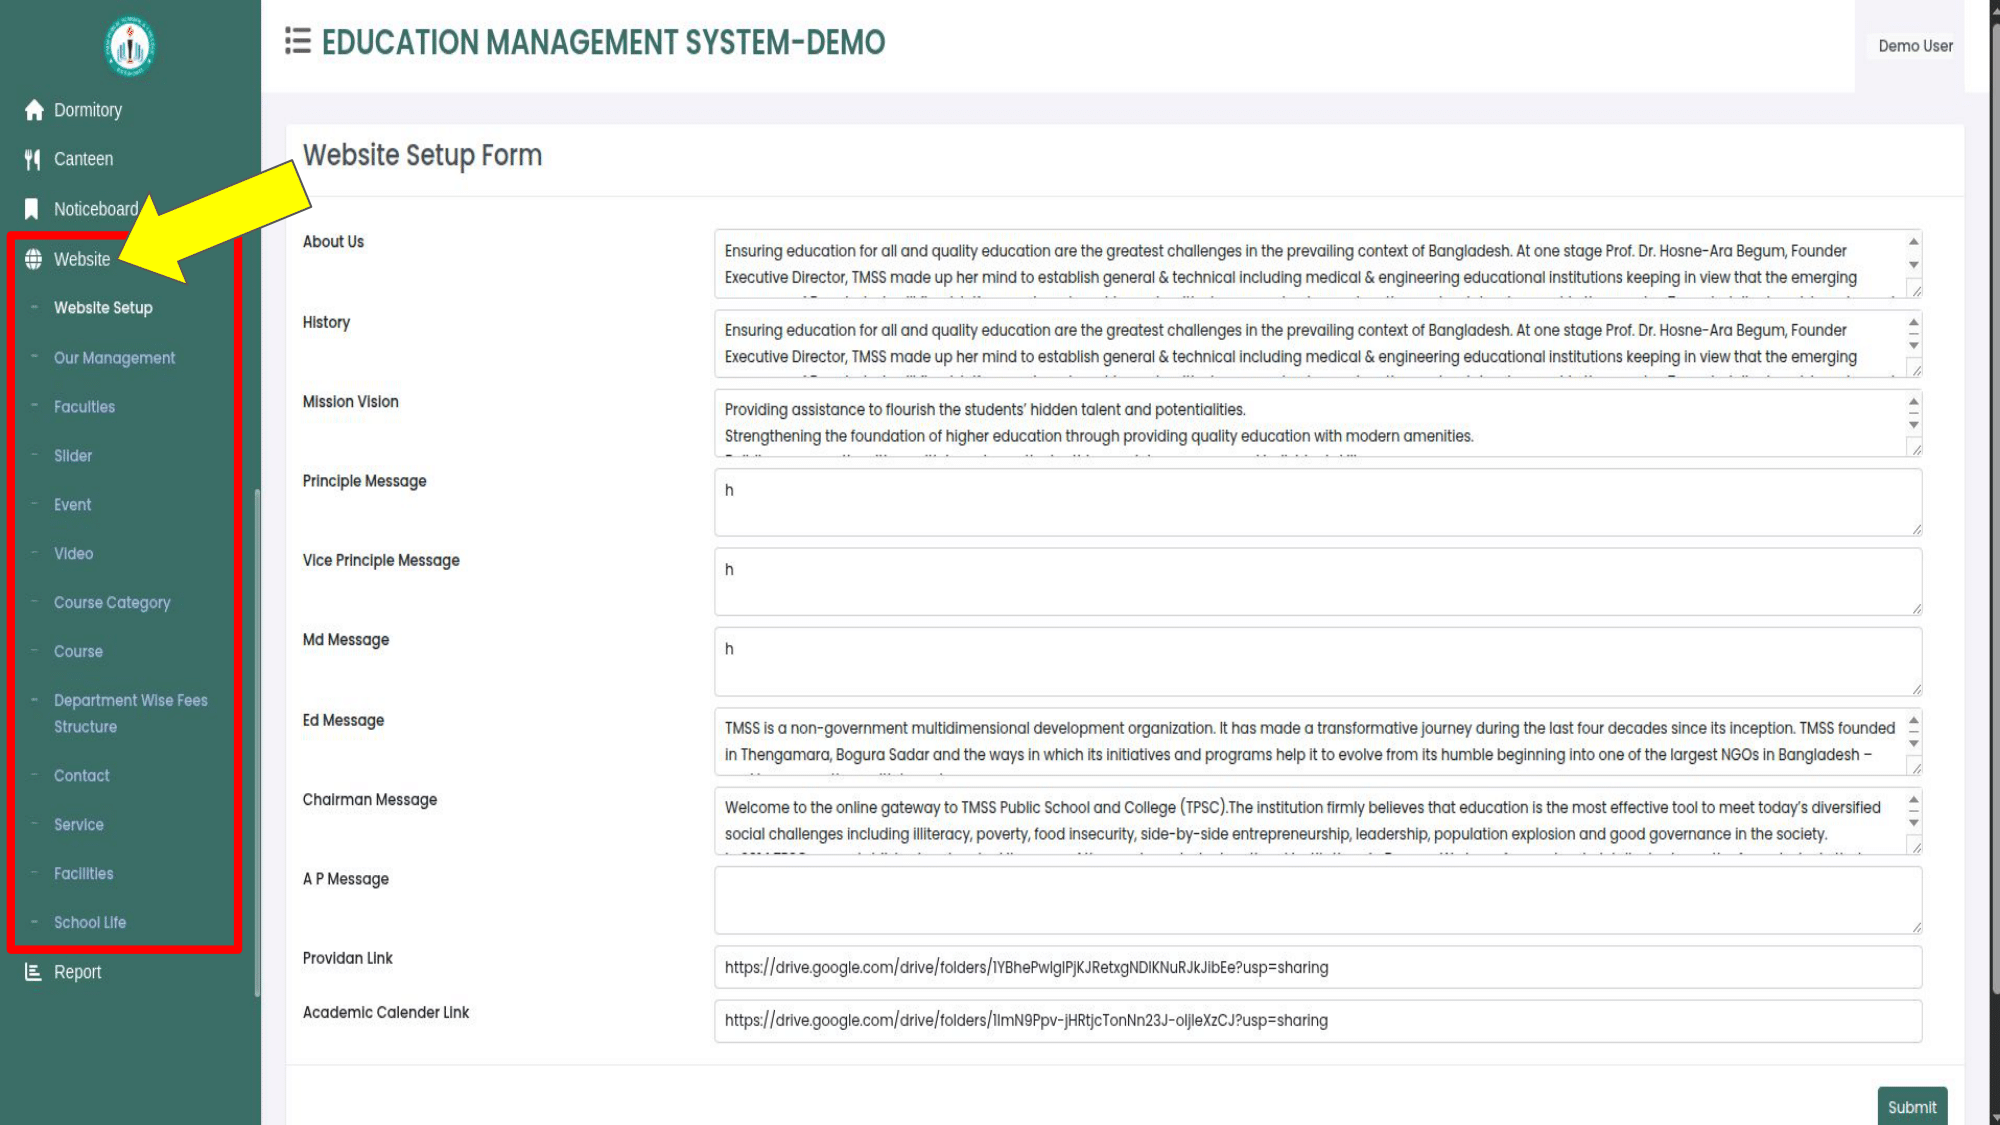 EDUCATION MANAGEMENT SYSTEM-DEMO
Demo User
Dormitory
Canteen
Noticeboard
Website
Website Setup
Our Management
Faculties
Slider
Event
Video
Course Category
Course
Department Wise Fees
Structure
Contact
Service
Facilities
School Life
Report
Website Setup Form
About Us
Ensuring education for all and quality education are the greatest challenges in the prevailing context of Bangladesh. At one stage Prof. Dr. Hosne-Ara Begum, Founder
Executive Director, TMSS made up her mind to establish general & technical including medical & engineering educational institutions keeping in view that the emerging
History
Ensuring education for all and quality education are the greatest challenges in the prevailing context of Bangladesh. At one stage Prof. Dr. Hosne-Ara Begum, Founder
Executive Director, TMSS made up her mind to establish general & technical including medical & engineering educational institutions keeping in view that the emerging
Mission Vision
Providing assistance to flourish the students' hidden talent and potentialities.
Strengthening the foundation of higher education through providing quality education with modern amenities.
Principle Message
h
Vice Principle Message
h
Md Message
h
Ed Message
TMSS is a non-government multidimensional development organization. It has made a transformative journey during the last four decades since its inception. TMSS founded
in Thengamara, Bogura Sadar and the ways in which its initiatives and programs help it to evolve from its humble beginning into one of the largest NGOs in Bangladesh –
Chairman Message
Welcome to the online gateway to TMSS Public School and College (TPSC).The institution firmly believes that education is the most effective tool to meet today's diversified
social challenges including illiteracy, poverty, food insecurity, side-by-side entrepreneurship, leadership, population explosion and good governance in the society.
A P Message
Providan Link
https://drive.google.com/drive/folders/1YBhePwIglPjKJRetxgNDIKNuRJkJibEe?usp=sharing
Academic Calender Link
https://drive.google.com/drive/folders/1ImN9Ppv-jHRtjcTonNn23J-oIjleXzCJ?usp=sharing
Submit